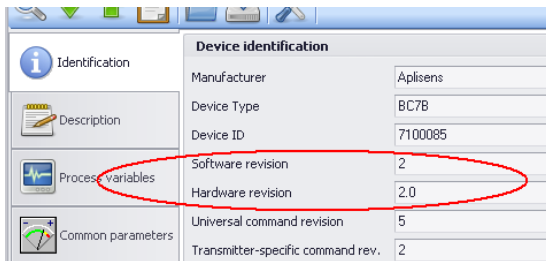 Device identification
Identification
Manufacturer Aplisens
Device Type BC7B
Description
Device ID 7100085
Software revision 2
Process variables
Hardware revision 2.0
Universal command revision 5
Common parameters
Transmitter-specific command rev. 2